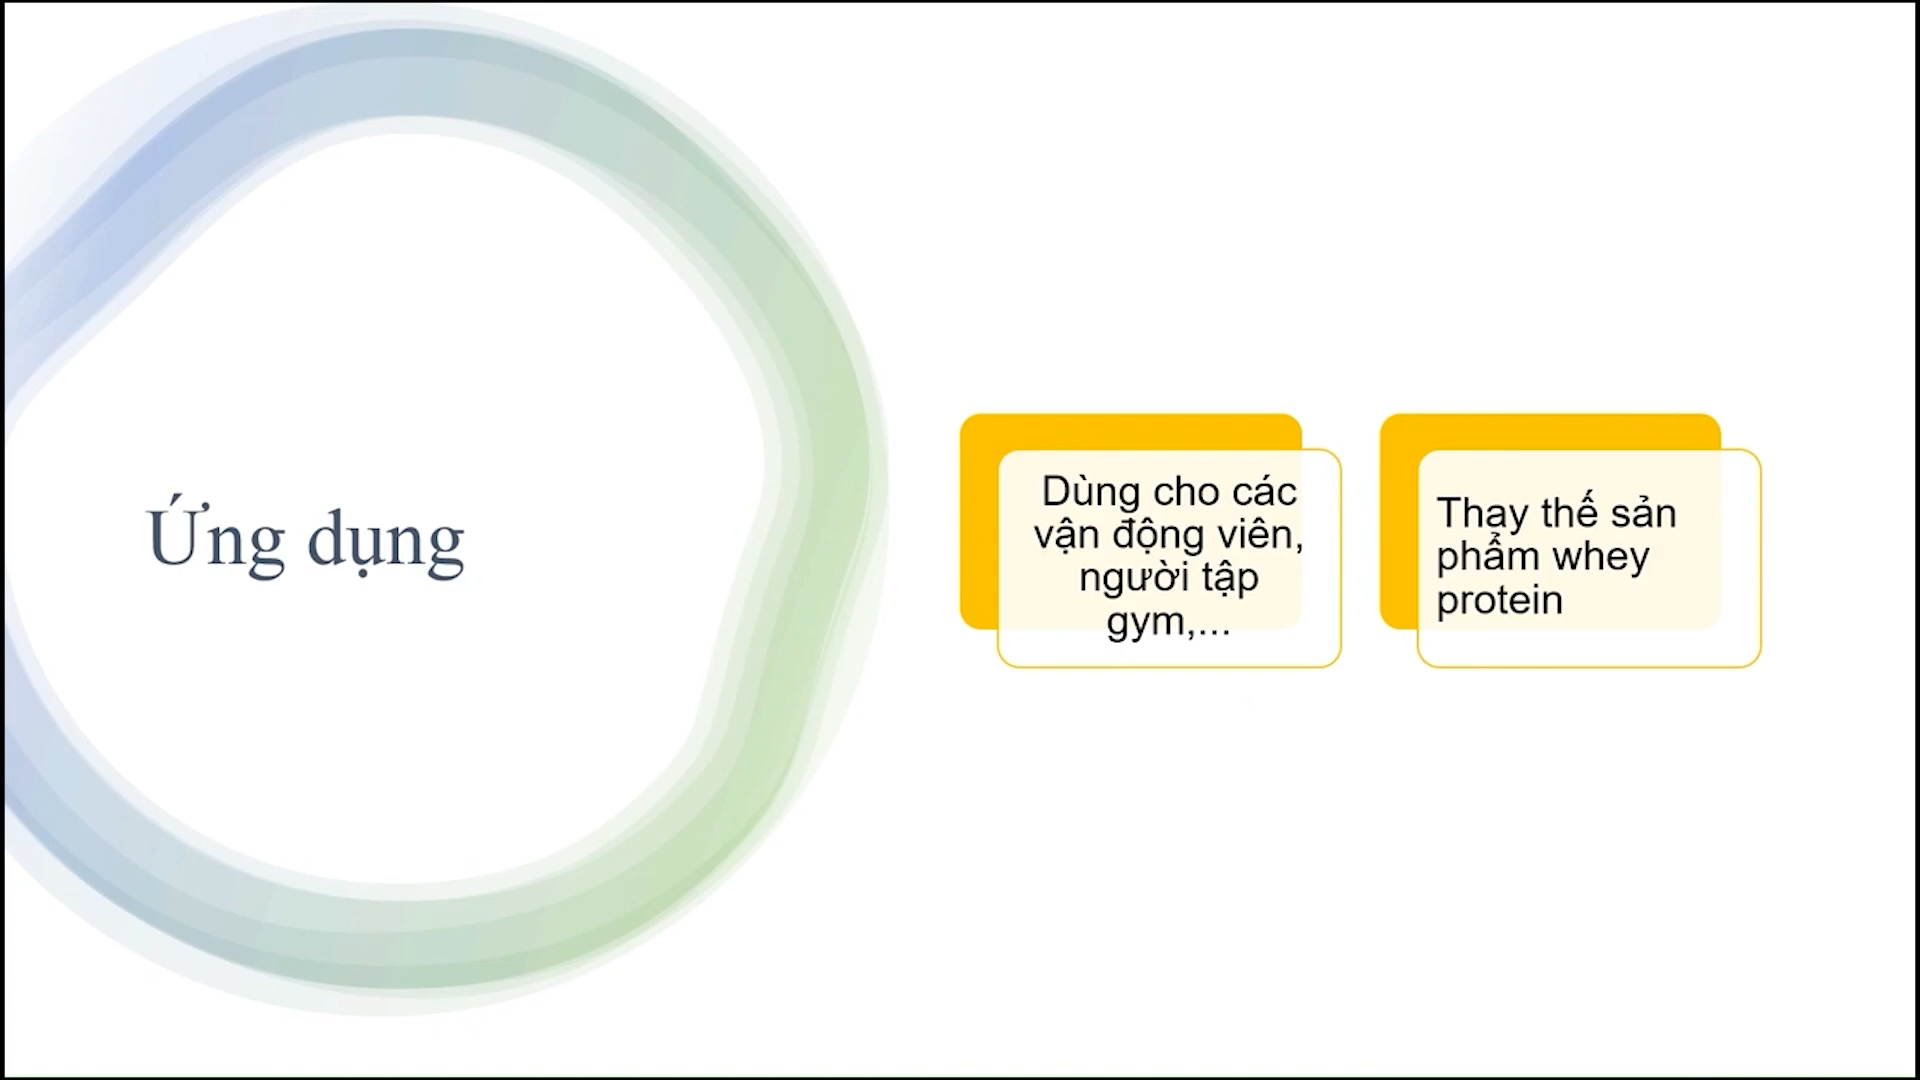 Ứng dụng
Dùng cho các
vận động viên,
người tập
gym,...
Thay thế sản
phẩm whey
protein